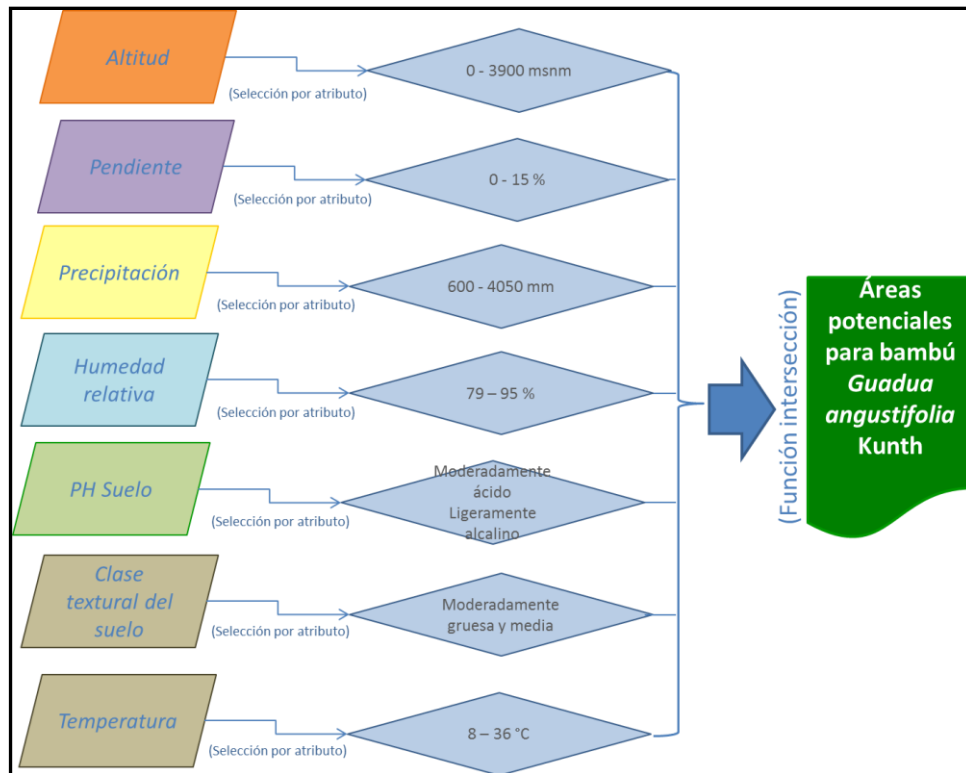 Altitud
(Selección por atributo)
0 - 3900 msnm
Pendiente
(Selección por atributo)
0 - 15 %
Precipitación
(Selección por atributo)
600 - 4050 mm
Humedad
relativa
(Selección por atributo)
79 – 95 %
PH Suelo
(Selección por atributo)
Moderadamente
ácido
Ligeramente
alcalino
Clase
textural del
suelo
(Selección por atributo)
Moderadamente
gruesa y media
Temperatura
(Selección por atributo)
8 – 36 °C
(Función intersección)
Áreas
potenciales
para bambú
Guadua
angustifolia
Kunth